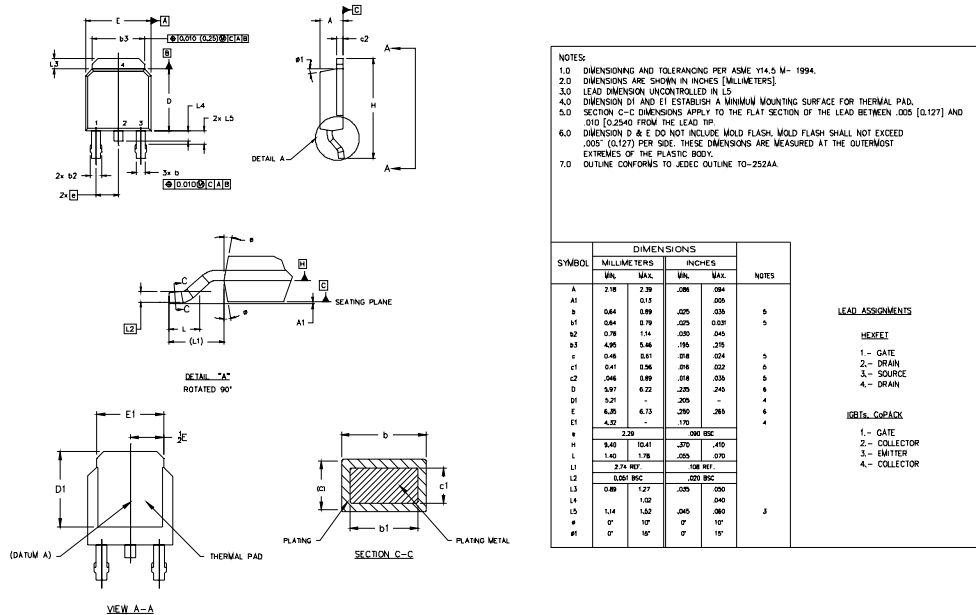 E
A
b3
⌖ 0.010 (0.25) Ⓜ C A B
B
L3
4
D
L4
2x L5
1 2 3
2x b2
3x b
⌖ 0.010 Ⓜ C A B
2x e
C
A
c2
A
ø1
H
DETAIL A
A
ø
C
H
C
SEATING PLANE
L2
C
L
ø
A1
(L1)
DETAIL "A"
ROTATED 90°
E1
½E
D1
(DATUM A)
THERMAL PAD
VIEW A-A
b
c1
b1
PLATING
PLATING METAL
SECTION C-C
NOTES:
1.0 DIMENSIONING AND TOLERANCING PER ASME Y14.5 M- 1994.
2.0 DIMENSIONS ARE SHOWN IN INCHES [MILLIMETERS].
3.0 LEAD DIMENSION UNCONTROLLED IN L5
4.0 DIMENSION D1 AND E1 ESTABLISH A MINIMUM MOUNTING SURFACE FOR THERMAL PAD.
5.0 SECTION C-C DIMENSIONS APPLY TO THE FLAT SECTION OF THE LEAD BETWEEN .005 [0.127] AND
.010 [0.2540 FROM THE LEAD TIP.
6.0 DIMENSION D & E DO NOT INCLUDE MOLD FLASH. MOLD FLASH SHALL NOT EXCEED
.005" (0.127) PER SIDE. THESE DIMENSIONS ARE MEASURED AT THE OUTERMOST
EXTREMES OF THE PLASTIC BODY.
7.0 OUTLINE CONFORMS TO JEDEC OUTLINE TO-252AA.
SYMBOL DIMENSIONS NOTES
MILLIMETERS INCHES
MIN. MAX. MIN. MAX.
A 2.18 2.39 .086 .094
A1 0.13 .005
b 0.64 0.89 .025 .035 5
b1 0.64 0.79 .025 0.031 5
b2 0.76 1.14 .030 .045
b3 4.95 5.46 .195 .215
c 0.46 0.61 .018 .024 5
c1 0.41 0.56 .016 .022 5
c2 .046 0.89 .018 .035 5
D 5.97 6.22 .235 .245 6
D1 5.21 - .205 - 4
E 6.35 6.73 .250 .265 6
E1 4.32 - .170 4
e 2.29 .090 BSC
H 9.40 10.41 .370 .410
L 1.40 1.78 .055 .070
L1 2.74 REF. .108 REF.
L2 0.051 BSC .020 BSC
L3 0.89 1.27 .035 .050
L4 1.02 .040
L5 1.14 1.52 .045 .060 3
ø 0° 10° 0° 10°
ø1 0° 15° 0° 15°
LEAD ASSIGNMENTS
HEXFET
1.- GATE
2.- DRAIN
3.- SOURCE
4.- DRAIN
IGBTs, CoPACK
1.- GATE
2.- COLLECTOR
3.- EMITTER
4.- COLLECTOR